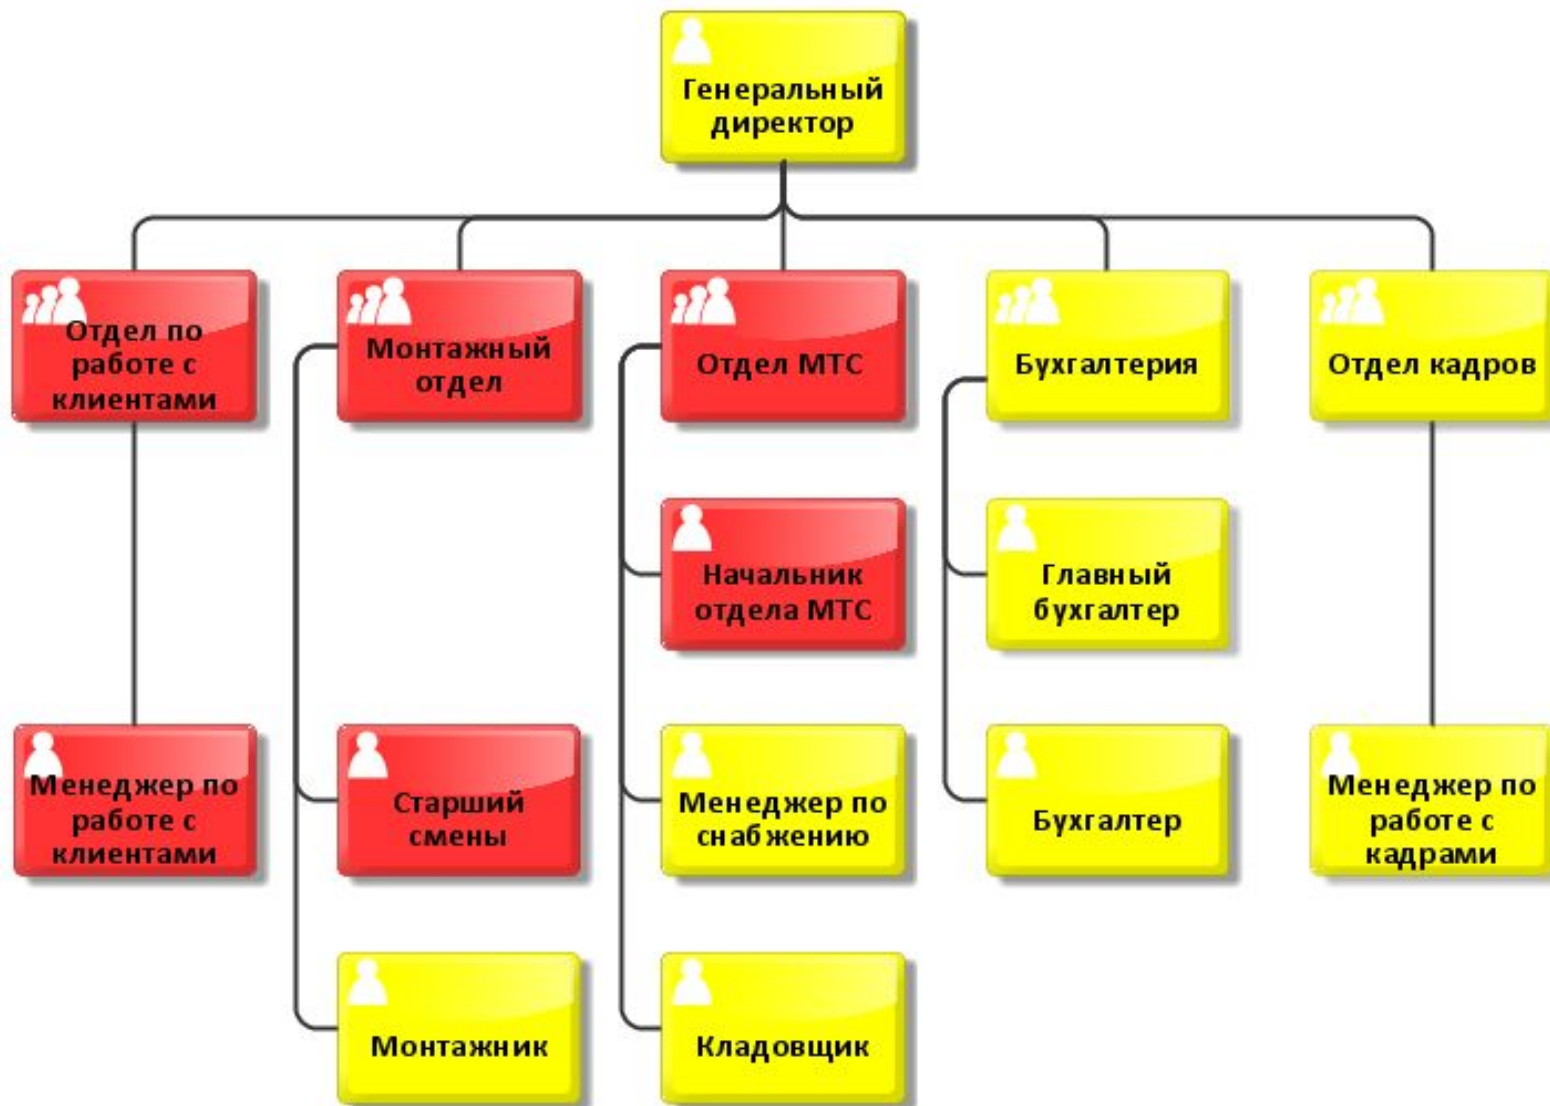 Генеральный
директор
Отдел по
работе с
клиентами
Монтажный
отдел
Отдел МТС
Бухгалтерия
Отдел кадров
Начальник
отдела МТС
Главный
бухгалтер
Менеджер по
работе с
клиентами
Старший
смены
Менеджер по
снабжению
Бухгалтер
Менеджер по
работе с
кадрами
Монтажник
Кладовщик